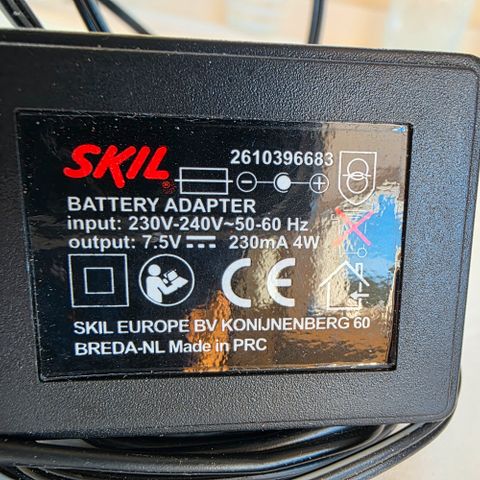 SKIL® 2610396683
BATTERY ADAPTER
input: 230V-240V~50-60 Hz
output: 7.5V⎓ 230mA 4W
CE
SKIL EUROPE BV KONIJNENBERG 60
BREDA-NL Made in PRC